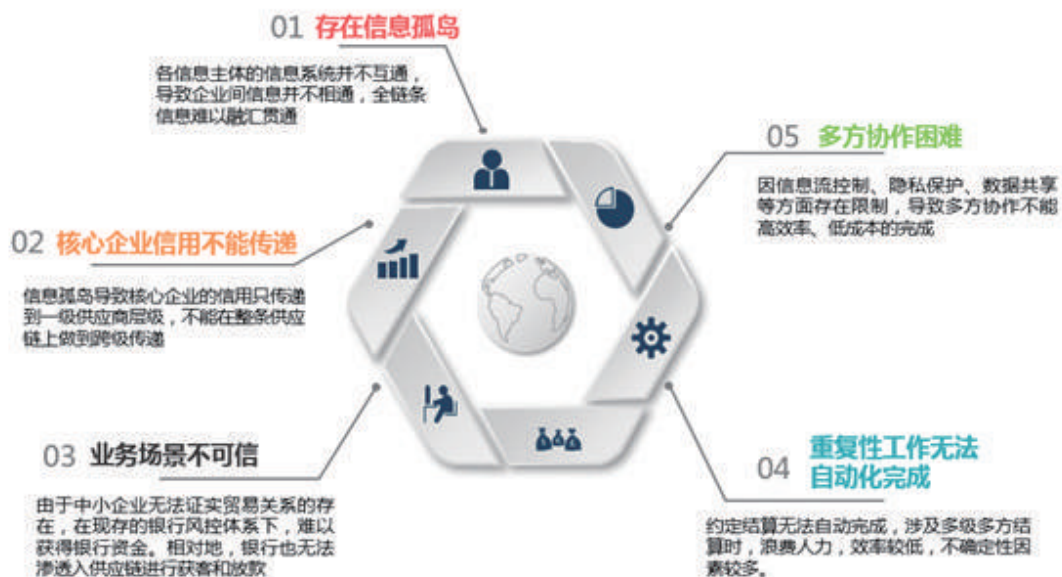 01 存在信息孤岛
各信息主体的信息系统并不互通，
导致企业间信息并不相通，全链条
信息难以融汇贯通
02 核心企业信用不能传递
信息孤岛导致核心企业的信用只传递
到一级供应商层级，不能在整条供应
链上做到跨级传递
03 业务场景不可信
由于中小企业无法证实贸易关系的存
在，在现存的银行风控体系下，难以
获得银行资金。相对地，银行也无法
渗透入供应链进行获客和放款
04 重复性工作无法
自动化完成
约定结算无法自动完成，涉及多级多方结
算时，浪费人力，效率较低，不确定性因
素较多。
05 多方协作困难
因信息流控制、隐私保护、数据共享
等方面存在限制，导致多方协作不能
高效率、低成本的完成